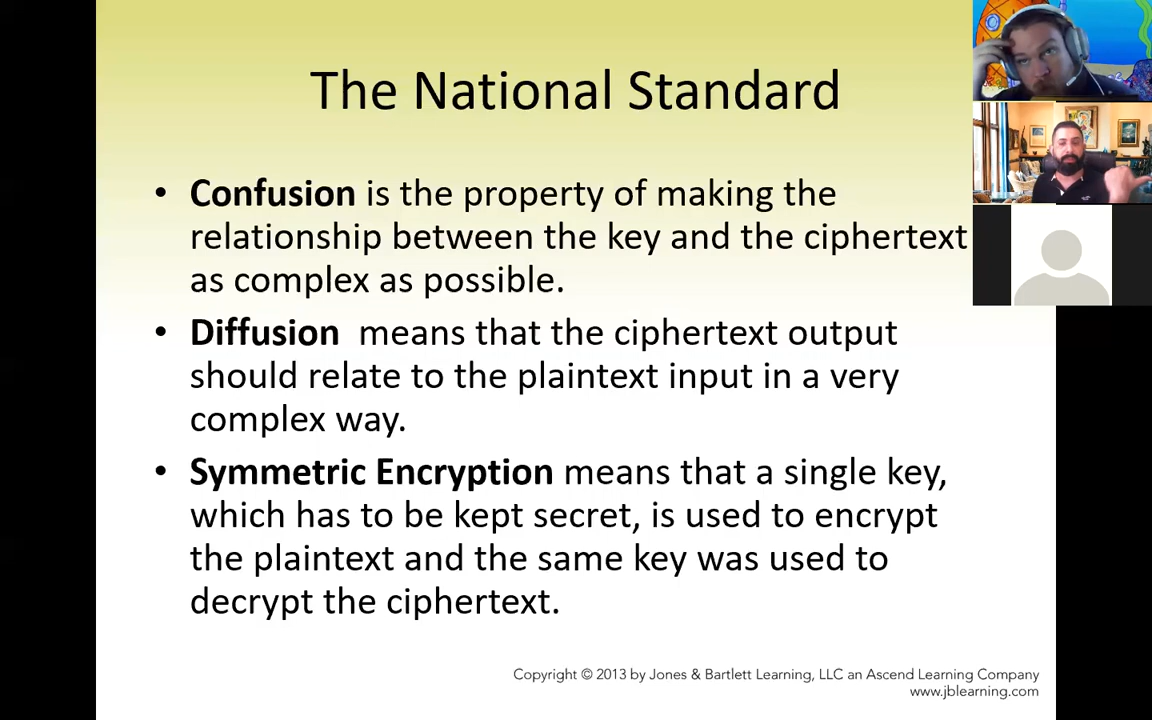 The National Standard
• Confusion is the property of making the
relationship between the key and the ciphertext
as complex as possible.
• Diffusion  means that the ciphertext output
should relate to the plaintext input in a very
complex way.
• Symmetric Encryption means that a single key,
which has to be kept secret, is used to encrypt
the plaintext and the same key was used to
decrypt the ciphertext.
Copyright © 2013 by Jones & Bartlett Learning, LLC an Ascend Learning Company
www.jblearning.com